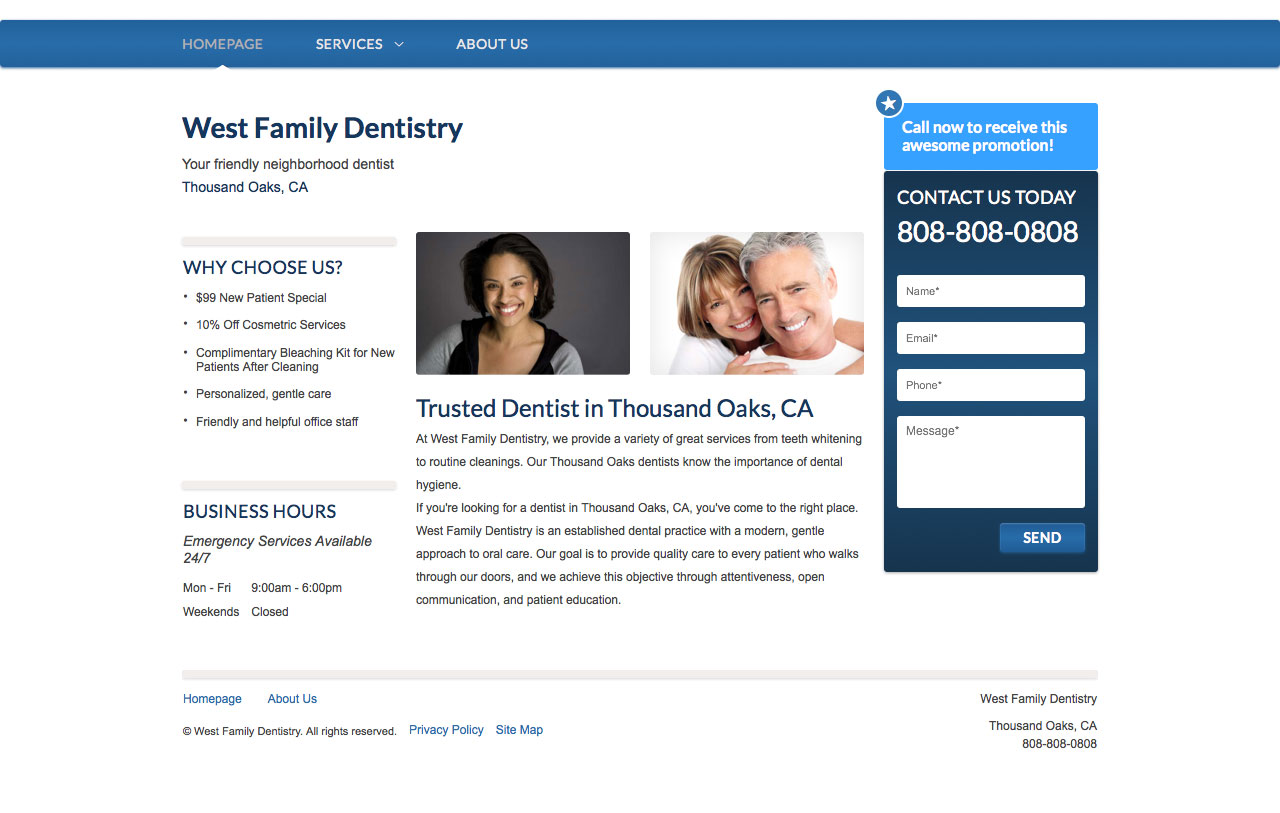 HOMEPAGE SERVICES ABOUT US
West Family Dentistry
Your friendly neighborhood dentist
Thousand Oaks, CA
WHY CHOOSE US?
• $99 New Patient Special
• 10% Off Cosmetric Services
• Complimentary Bleaching Kit for New
Patients After Cleaning
• Personalized, gentle care
• Friendly and helpful office staff
BUSINESS HOURS
Emergency Services Available
24/7
Mon - Fri 9:00am - 6:00pm
Weekends Closed
Trusted Dentist in Thousand Oaks, CA
At West Family Dentistry, we provide a variety of great services from teeth whitening
to routine cleanings. Our Thousand Oaks dentists know the importance of dental
hygiene.
If you're looking for a dentist in Thousand Oaks, CA, you've come to the right place.
West Family Dentistry is an established dental practice with a modern, gentle
approach to oral care. Our goal is to provide quality care to every patient who walks
through our doors, and we achieve this objective through attentiveness, open
communication, and patient education.
Call now to receive this
awesome promotion!
CONTACT US TODAY
808-808-0808
Name*
Email*
Phone*
Message*
SEND
Homepage About Us
© West Family Dentistry. All rights reserved. Privacy Policy Site Map
West Family Dentistry
Thousand Oaks, CA
808-808-0808